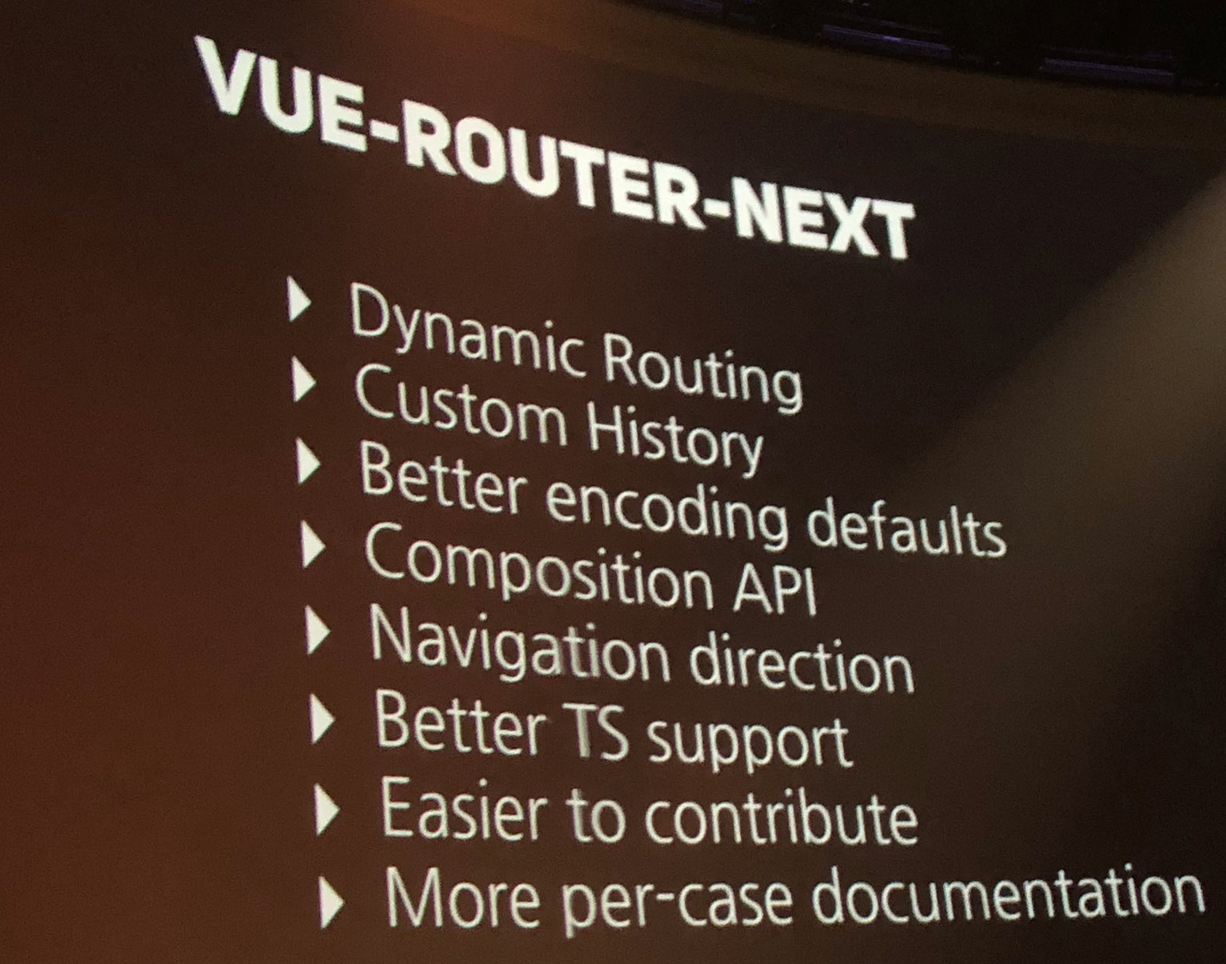 VUE-ROUTER-NEXT
Dynamic Routing
Custom History
Better encoding defaults
Composition API
Navigation direction
Better TS support
Easier to contribute
More per-case documentation